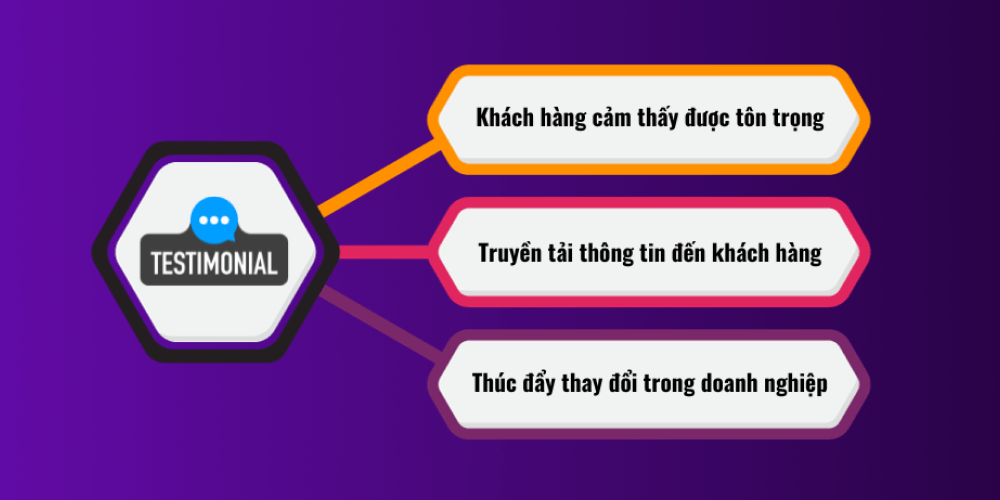 Khách hàng cảm thấy được tôn trọng
TESTIMONIAL
Truyền tải thông tin đến khách hàng
Thúc đẩy thay đổi trong doanh nghiệp